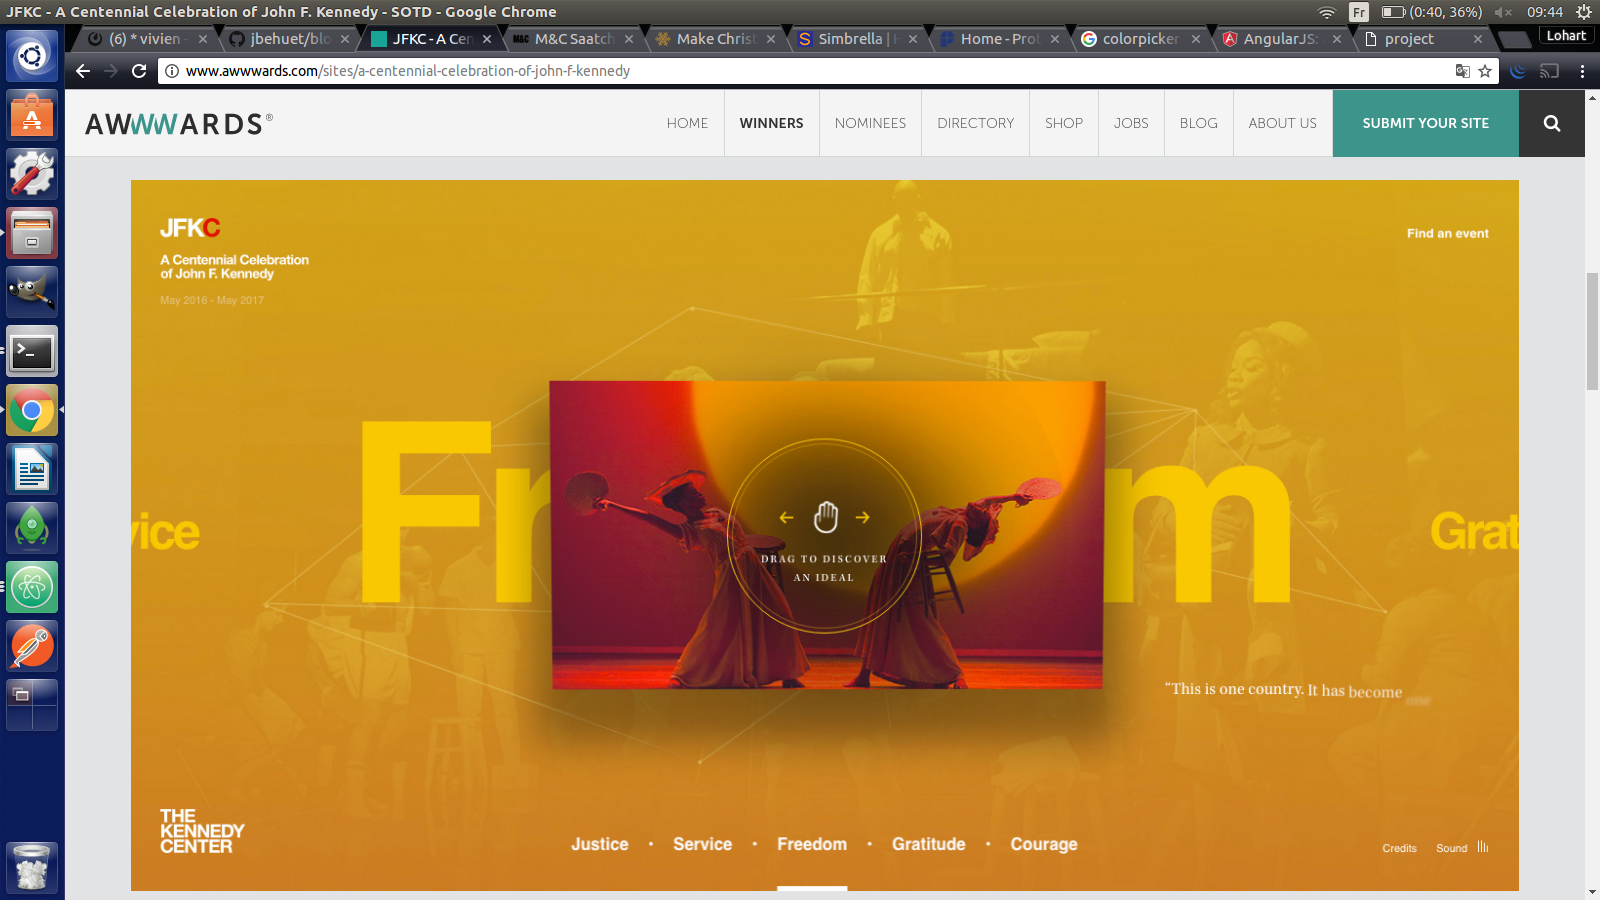 JFKC - A Centennial Celebration of John F. Kennedy - SOTD - Google Chrome
Fr (0:40, 36%) 09:44
(6) * vivien - jbehuet/blo JFKC - A Cen M&C Saatch Make Christ Simbrella | H Home - Prot colorpicker AngularJS: project Lohart
www.awwwards.com/sites/a-centennial-celebration-of-john-f-kennedy
AWWWARDS®
HOME WINNERS NOMINEES DIRECTORY SHOP JOBS BLOG ABOUT US SUBMIT YOUR SITE
JFKC
Find an event
A Centennial Celebration
of John F. Kennedy
May 2016 - May 2017
vice Fr m Grat
DRAG TO DISCOVER
AN IDEAL
“This is one country. It has become one
THE
KENNEDY
CENTER
Justice • Service • Freedom • Gratitude • Courage
Credits Sound